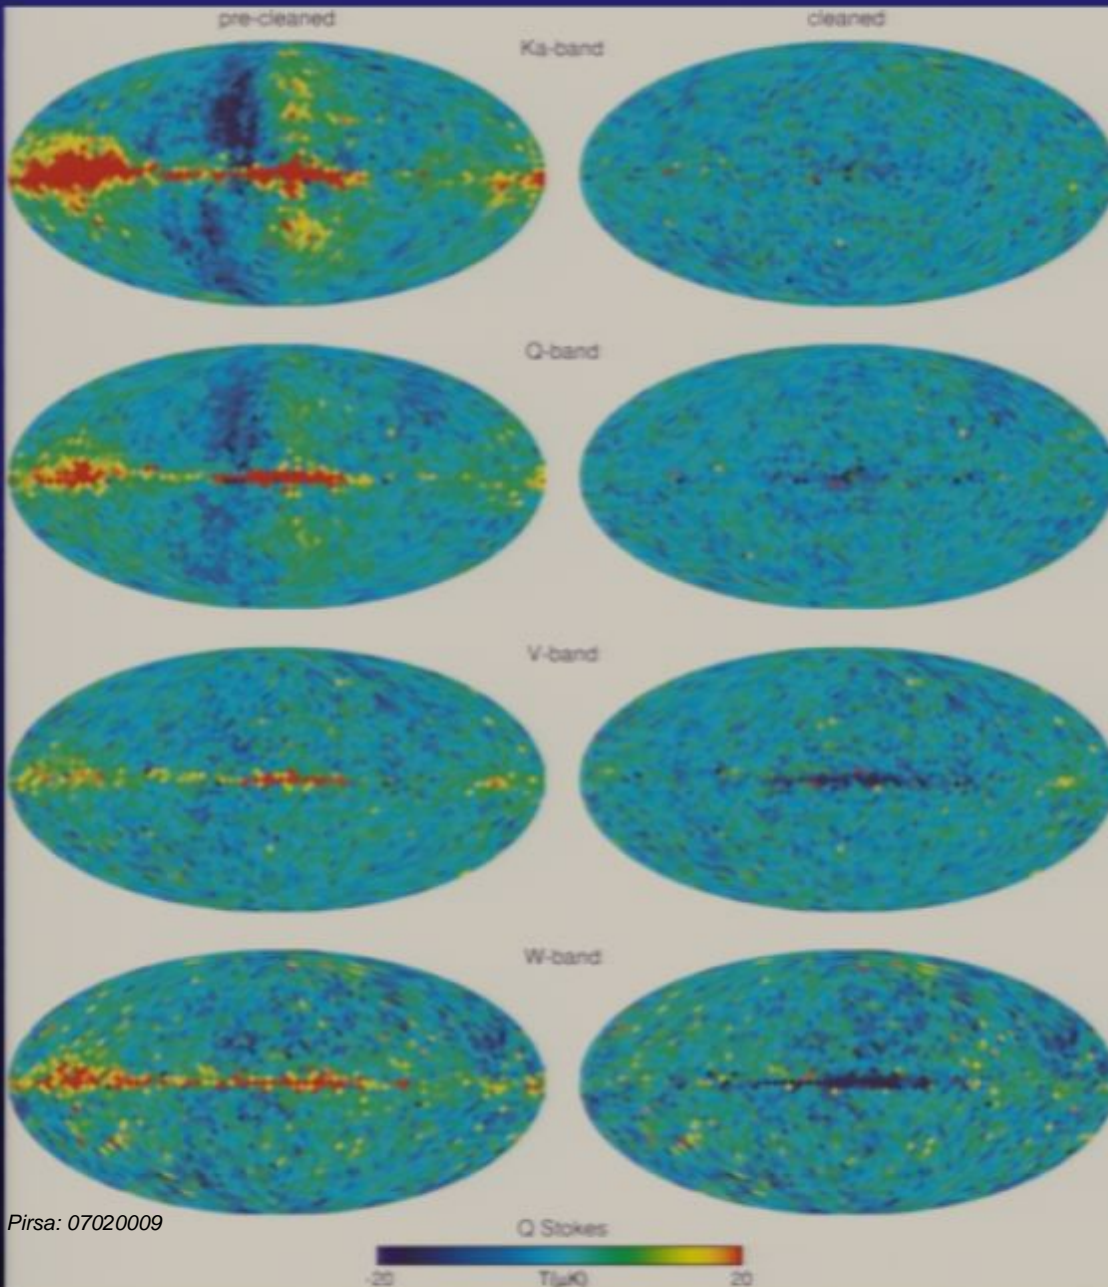 pre-cleaned cleaned
Ka-band
Q-band
V-band
W-band
Pirsa: 07020009
Q Stokes
-20 T(μK) 20